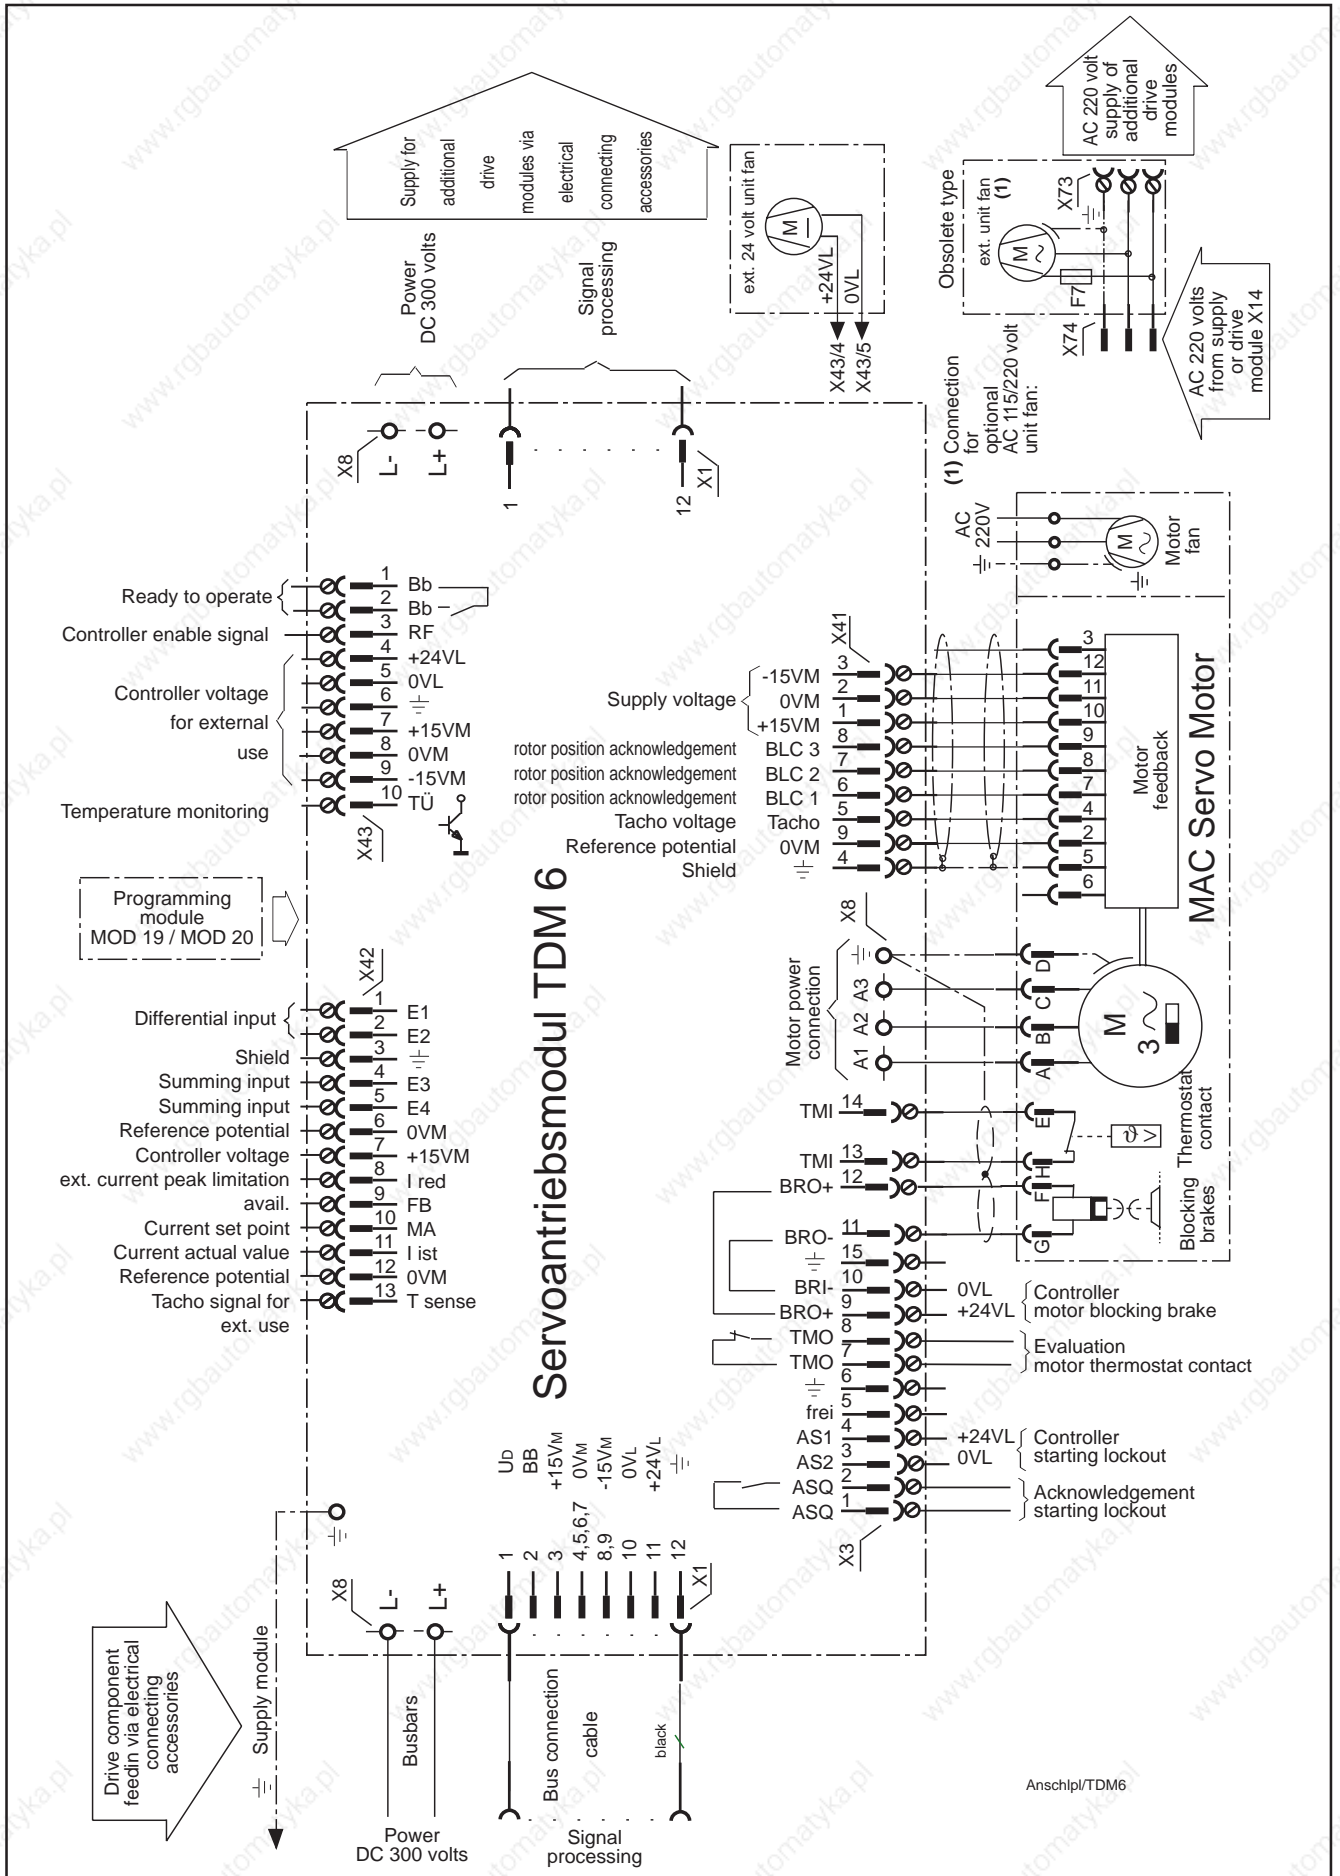 Supply for
additional
drive
modules via
electrical
connecting
accessories
Power
DC 300 volts
Signal
processing
ext. 24 volt unit fan
M
+24VL
0VL
X43/4
X43/5
AC 220 volt
supply of
additional
drive
modules
Obsolete type
ext. unit fan
(1)
X73
M
F7
X74
AC 220 volts
from supply
or drive
module X14
(1) Connection
for
optional
AC 115/220 volt
unit fan:
X8
L-
L+
1
12
X1
Ready to operate
1 Bb
2 Bb
Controller enable signal
3 RF
Controller voltage
for external
use
4 +24VL
5 0VL
6
7 +15VM
8 0VM
9 -15VM
Temperature monitoring
10 TÜ
X43
Programming
module
MOD 19 / MOD 20
X42
Differential input
1 E1
2 E2
Shield 3
Summing input 4 E3
Summing input 5 E4
Reference potential 6 0VM
Controller voltage 7 +15VM
ext. current peak limitation 8 I red
avail. 9 FB
Current set point 10 MA
Current actual value 11 I ist
Reference potential 12 0VM
Tacho signal for 13 T sense
ext. use
Servoantriebsmodul TDM 6
X41
Supply voltage
-15VM 3
0VM 2
+15VM 1
rotor position acknowledgement BLC 3 8
rotor position acknowledgement BLC 2 7
rotor position acknowledgement BLC 1 6
Tacho voltage Tacho 5
Reference potential 0VM 9
Shield 4
3
12
11
10
9
8
7
4
2
5
6
AC
220V
M
Motor
fan
Motor
feedback
MAC Servo Motor
X8
Motor power
connection
A3
A2
A1
D
C
B
A
M
3
TMI 14
E
TMI 13
H
BRO+ 12
F
BRO- 11
G
Thermostat
contact
ϑ >
Blocking
brakes
15
BRI- 10 0VL
BRO+ 9 +24VL
Controller
motor blocking brake
TMO 8
TMO 7
Evaluation
motor thermostat contact
6
frei 5
AS1 4 +24VL
AS2 3 0VL
Controller
starting lockout
ASQ 2
ASQ 1
Acknowledgement
starting lockout
X3
UD
BB
+15VM
0VM
-15VM
0VL
+24VL
1
2
3
4,5,6,7
8,9
10
11
12
X1
X8
L-
L+
Drive component
feedin via electrical
connecting
accessories
Supply module
Busbars
Bus connection
cable
black
Power
DC 300 volts
Signal
processing
Anschlpl/TDM6
www.rgbautomatyka.pl